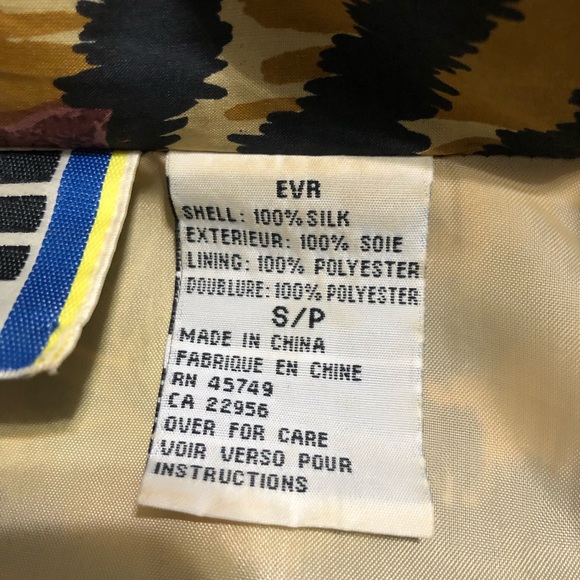 EVR
SHELL: 100% SILK
EXTERIEUR: 100% SOIE
LINING: 100% POLYESTER
DOUBLURE: 100% POLYESTER
S/P
MADE IN CHINA
FABRIQUE EN CHINE
RN 45749
CA 22956
OVER FOR CARE
VOIR VERSO POUR
INSTRUCTIONS